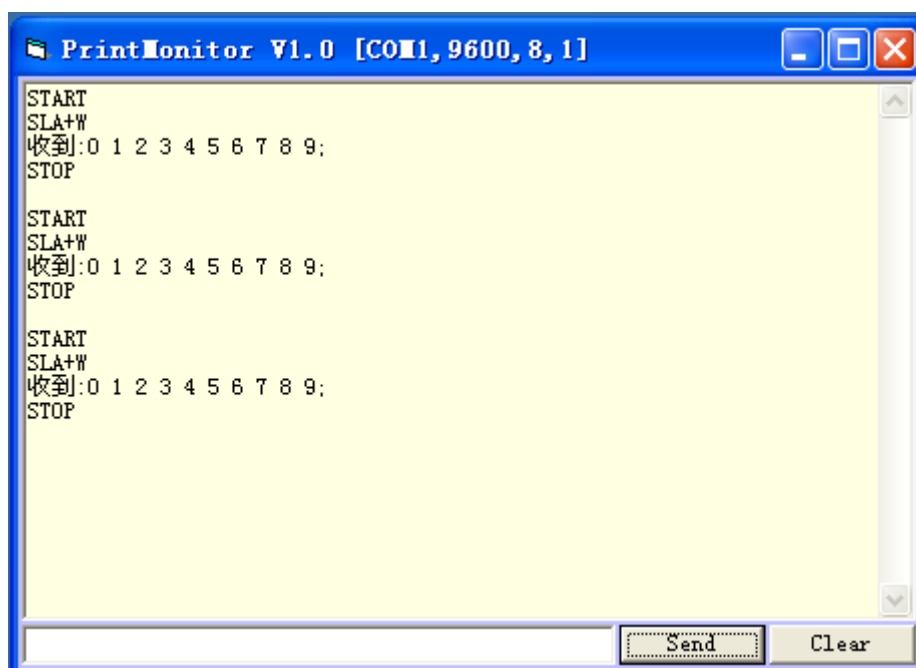 PrintMonitor V1.0 [COM1,9600,8,1]
START
SLA+W
收到:0 1 2 3 4 5 6 7 8 9;
STOP
START
SLA+W
收到:0 1 2 3 4 5 6 7 8 9;
STOP
START
SLA+W
收到:0 1 2 3 4 5 6 7 8 9;
STOP
Send Clear